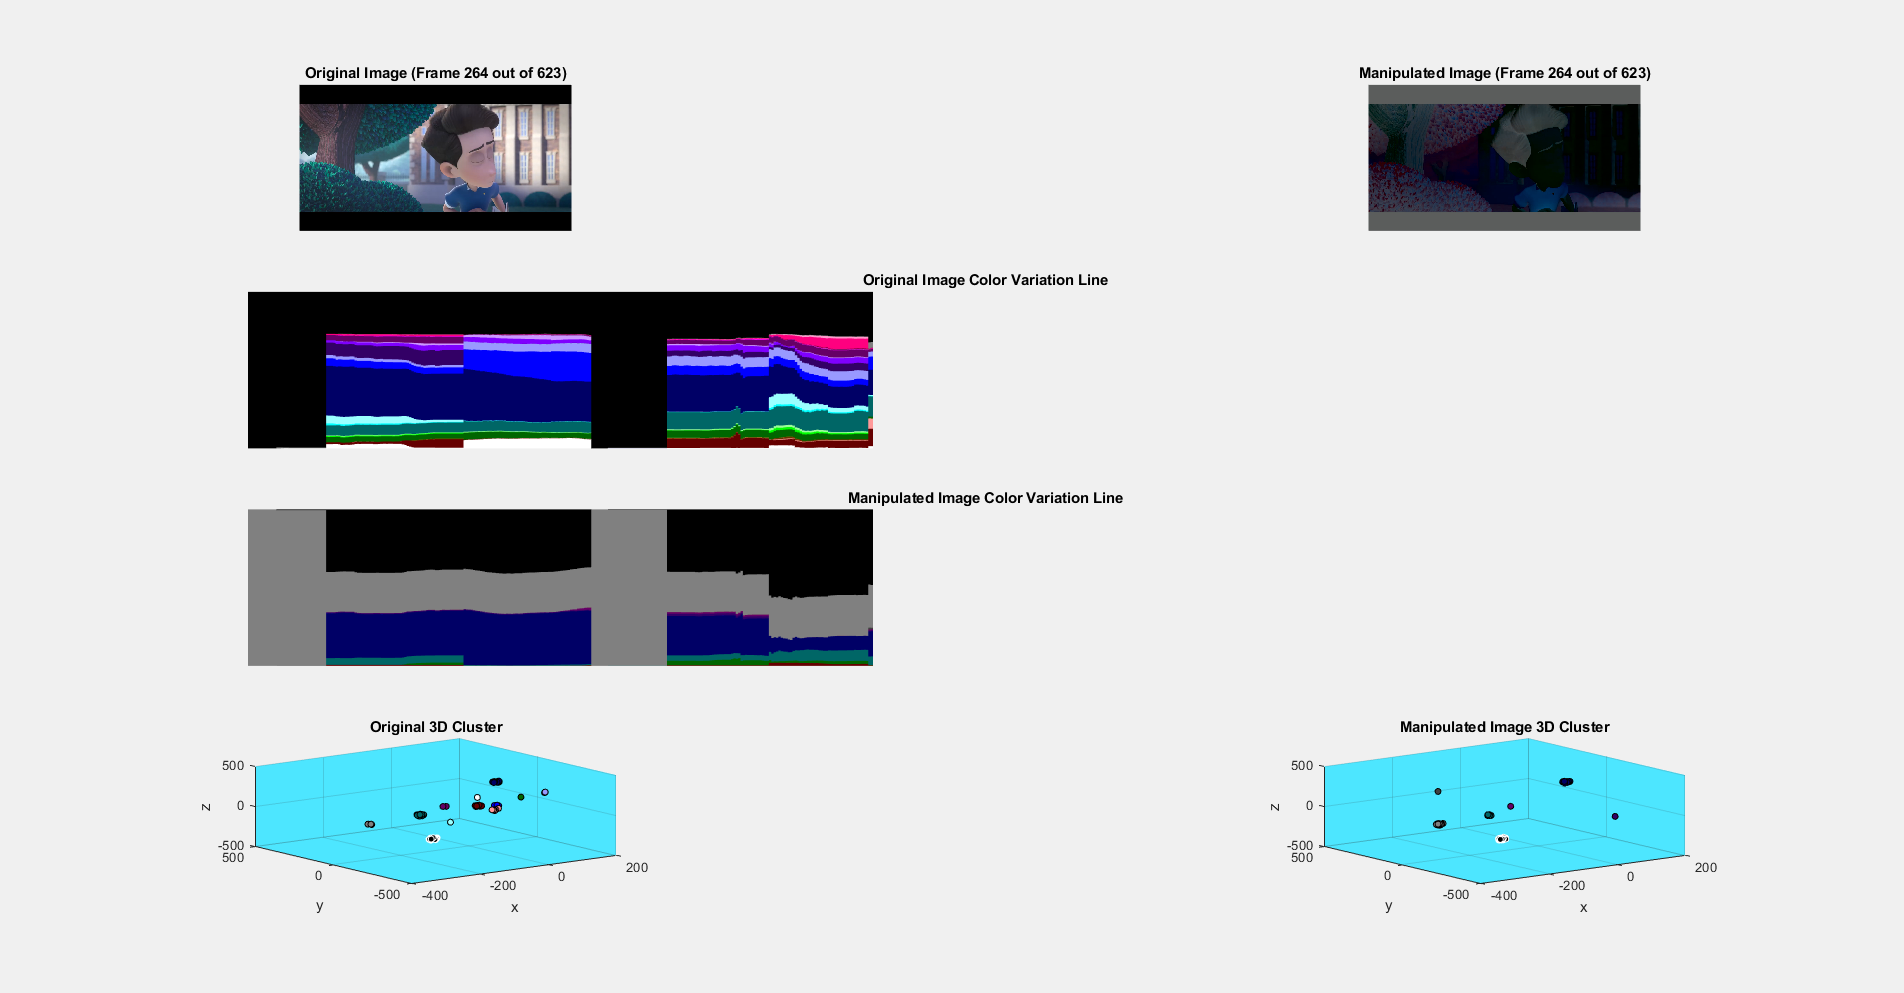 Original Image (Frame 264 out of 623)
Manipulated Image (Frame 264 out of 623)
Original Image Color Variation Line
Manipulated Image Color Variation Line
Original 3D Cluster
500
0
-500
z
500
0
-500
y
-400
-200
0
200
x
Manipulated Image 3D Cluster
500
0
-500
z
500
0
-500
y
-400
-200
0
200
x